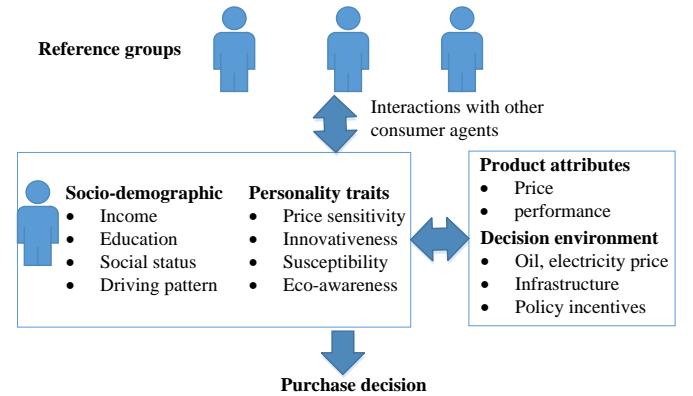 Reference groups
Interactions with other
consumer agents
Socio-demographic
• Income
• Education
• Social status
• Driving pattern
Personality traits
• Price sensitivity
• Innovativeness
• Susceptibility
• Eco-awareness
Product attributes
• Price
• performance
Decision environment
• Oil, electricity price
• Infrastructure
• Policy incentives
Purchase decision